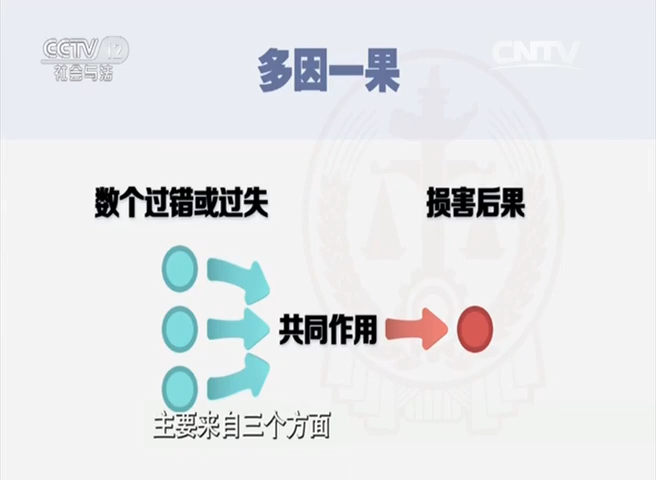 CCTV 12
社会与法
CNTV
多因一果
数个过错或过失
损害后果
共同作用
主要来自三个方面